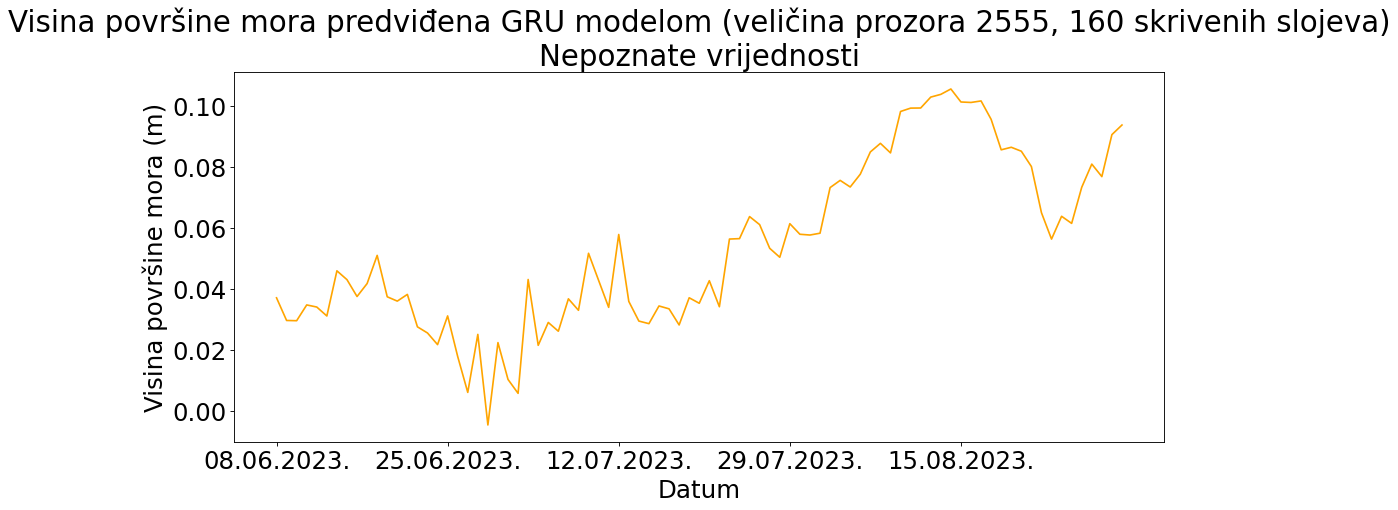 Visina površine mora predviđena GRU modelom (veličina prozora 2555, 160 skrivenih slojeva)
Nepoznate vrijednosti
Visina površine mora (m)
0.10
0.08
0.06
0.04
0.02
0.00
08.06.2023. 25.06.2023. 12.07.2023. 29.07.2023. 15.08.2023.
Datum